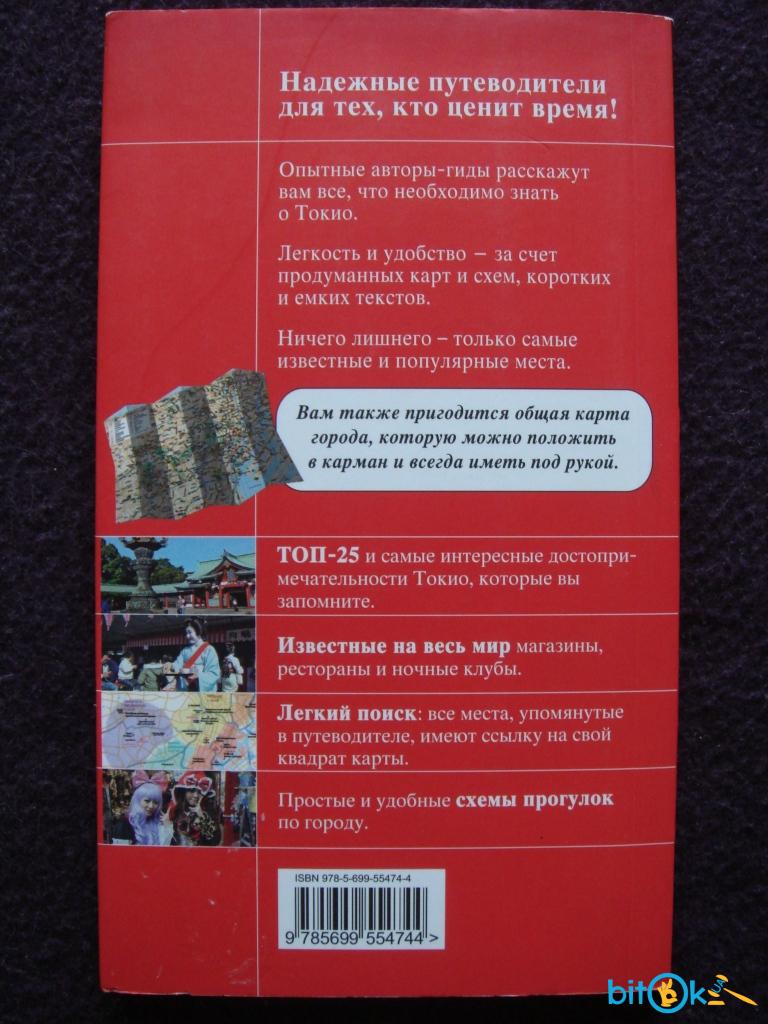 Надежные путеводители
для тех, кто ценит время!
Опытные авторы-гиды расскажут
вам все, что необходимо знать
о Токио.
Легкость и удобство – за счет
продуманных карт и схем, коротких
и емких текстов.
Ничего лишнего – только самые
известные и популярные места.
Вам также пригодится общая карта
города, которую можно положить
в карман и всегда иметь под рукой.
ТОП-25 и самые интересные достопри-
мечательности Токио, которые вы
запомните.
Известные на весь мир магазины,
рестораны и ночные клубы.
Легкий поиск: все места, упомянутые
в путеводителе, имеют ссылку на свой
квадрат карты.
Простые и удобные схемы прогулок
по городу.
ISBN 978-5-699-55474-4
9 785699 554744 >
bitOk.UA